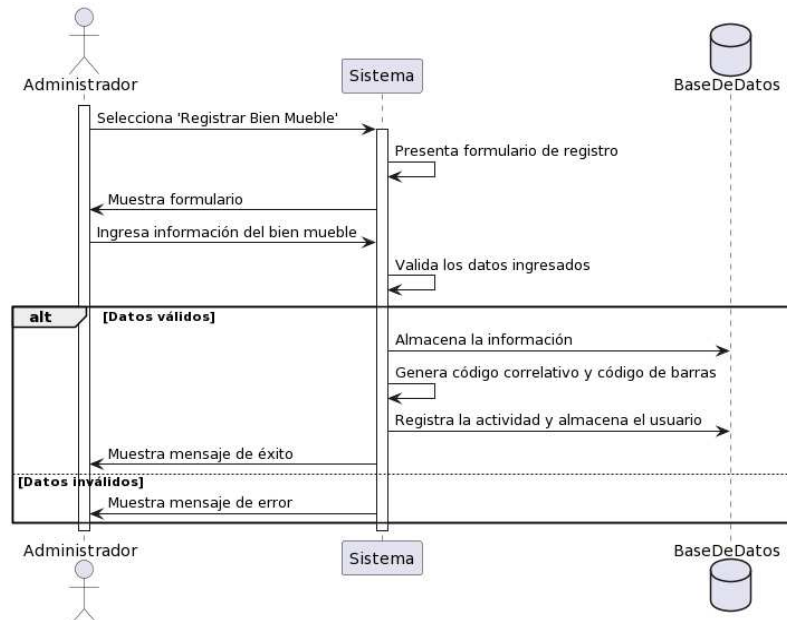 Administrador
Sistema
BaseDeDatos
Selecciona 'Registrar Bien Mueble'
Presenta formulario de registro
Muestra formulario
Ingresa información del bien mueble
Valida los datos ingresados
alt [Datos válidos]
Almacena la información
Genera código correlativo y código de barras
Registra la actividad y almacena el usuario
Muestra mensaje de éxito
[Datos inválidos]
Muestra mensaje de error
Administrador
Sistema
BaseDeDatos